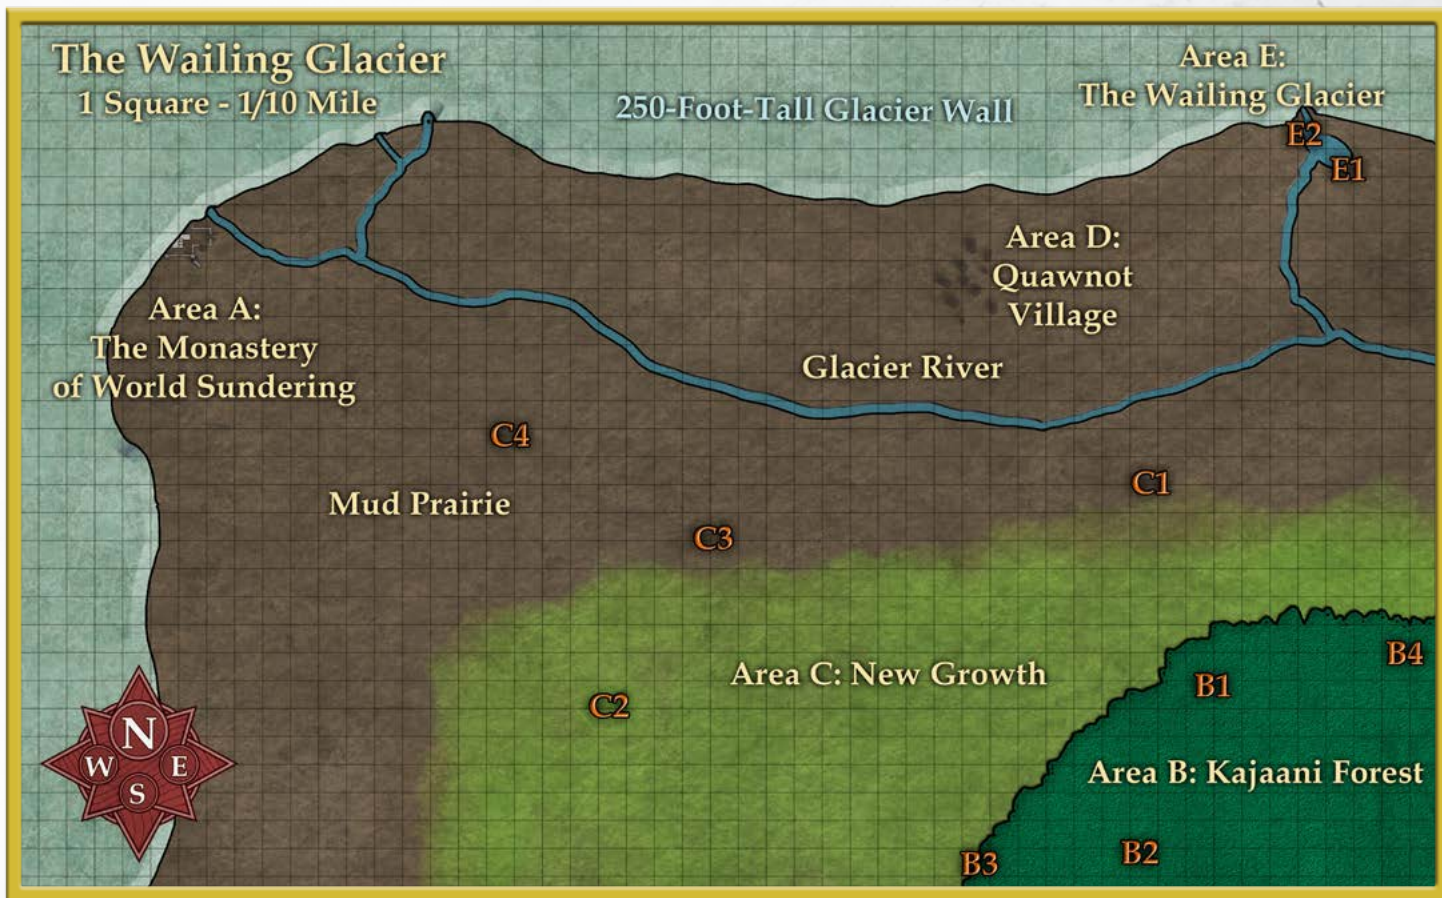 The Wailing Glacier
1 Square - 1/10 Mile
250-Foot-Tall Glacier Wall
Area E:
The Wailing Glacier
E2
E1
Area D:
Quawnot
Village
Area A:
The Monastery
of World Sundering
Glacier River
C4
C1
Mud Prairie
C3
B4
Area C: New Growth
B1
C2
N
W E
S
Area B: Kajaani Forest
B2
B3